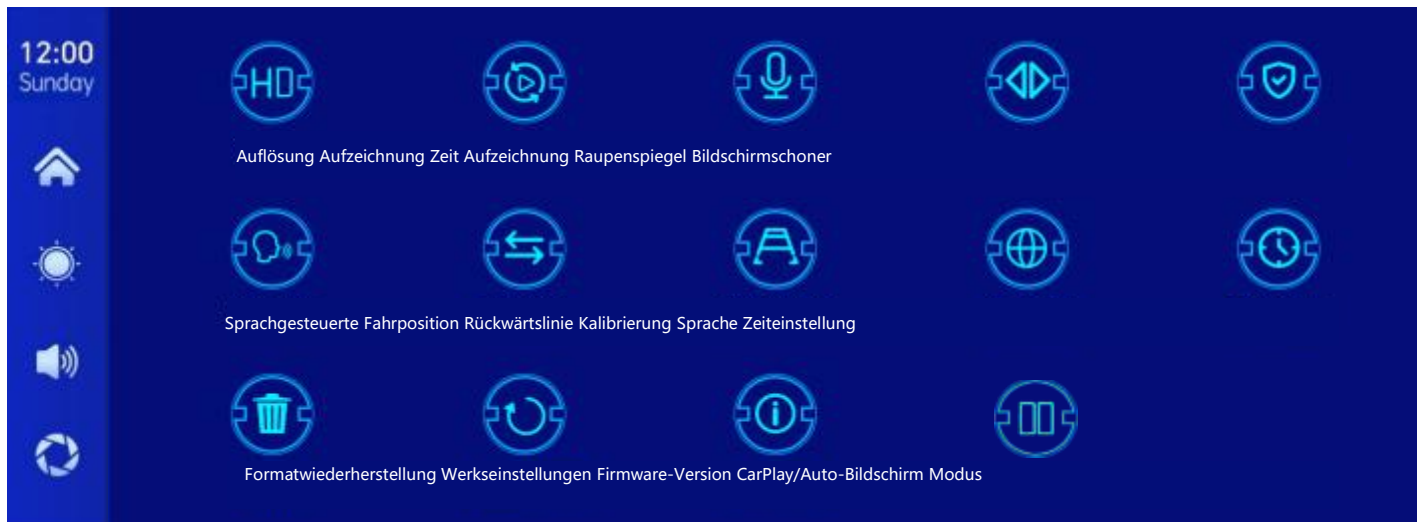 12:00
Sunday
HD
Auflösung Aufzeichnung Zeit Aufzeichnung Raupenspiegel Bildschirmschoner
Sprachgesteuerte Fahrposition Rückwärtslinie Kalibrierung Sprache Zeiteinstellung
Formatwiederherstellung Werkseinstellungen Firmware-Version CarPlay/Auto-Bildschirm Modus